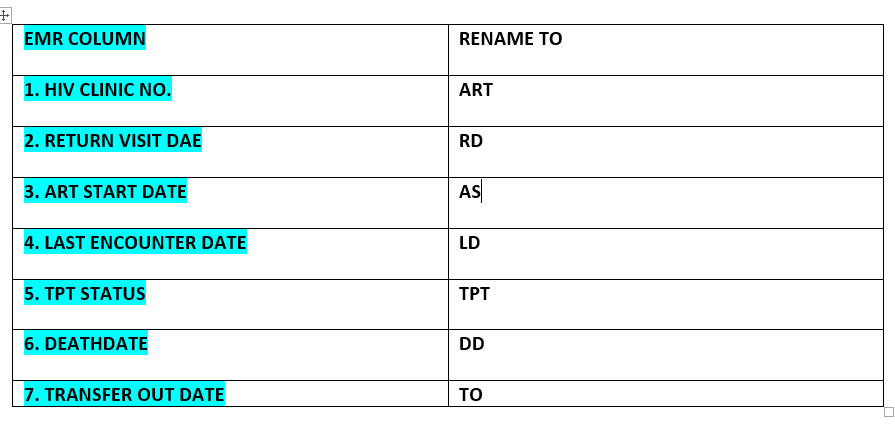 EMR COLUMN
RENAME TO
1. HIV CLINIC NO.
ART
2. RETURN VISIT DAE
RD
3. ART START DATE
AS
4. LAST ENCOUNTER DATE
LD
5. TPT STATUS
TPT
6. DEATHDATE
DD
7. TRANSFER OUT DATE
TO